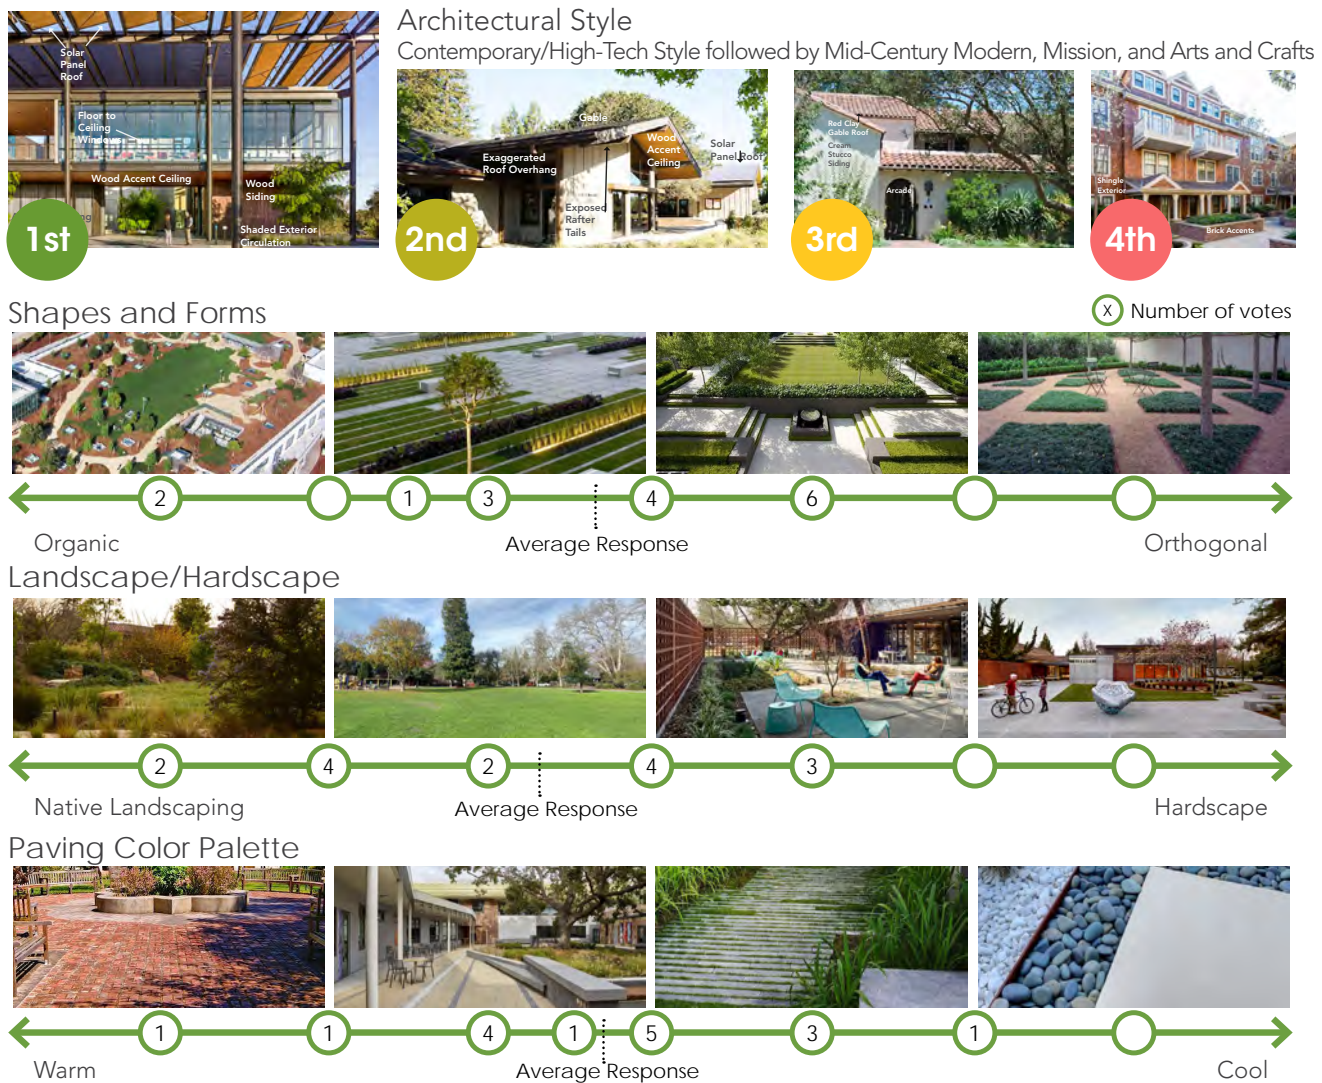 Architectural Style
Contemporary/High-Tech Style followed by Mid-Century Modern, Mission, and Arts and Crafts
Solar
Panel
Roof
Floor to
Ceiling
Windows
Wood Accent Ceiling
Wood
Siding
Shaded Exterior
Circulation
1st
Gable
Exaggerated
Roof Overhang
Wood
Accent
Ceiling
Solar
Panel Roof
Exposed
Rafter
Tails
2nd
Red Clay
Gable Roof
Cream
Stucco
Siding
Arcade
3rd
Shingle
Exterior
Brick Accents
4th
Shapes and Forms
X Number of votes
2 1 3 4 6
Average Response
Organic Orthogonal
Landscape/Hardscape
2 4 2 4 3
Average Response
Native Landscaping Hardscape
Paving Color Palette
1 1 4 1 5 3 1
Average Response
Warm Cool